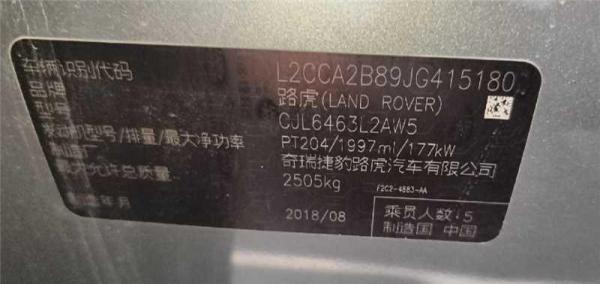 车辆识别代码 L2CCA2B89JG415180
品牌 路虎(LAND ROVER)
CJL6463L2AW5
发动机型号/排量/最大净功率 PT204/1997ml/177kW
制造厂 奇瑞捷豹路虎汽车有限公司
最大允许总质量 2505kg
F2C2-4883-AA
制造年月 2018/08
乘员人数:5
制造国 中国